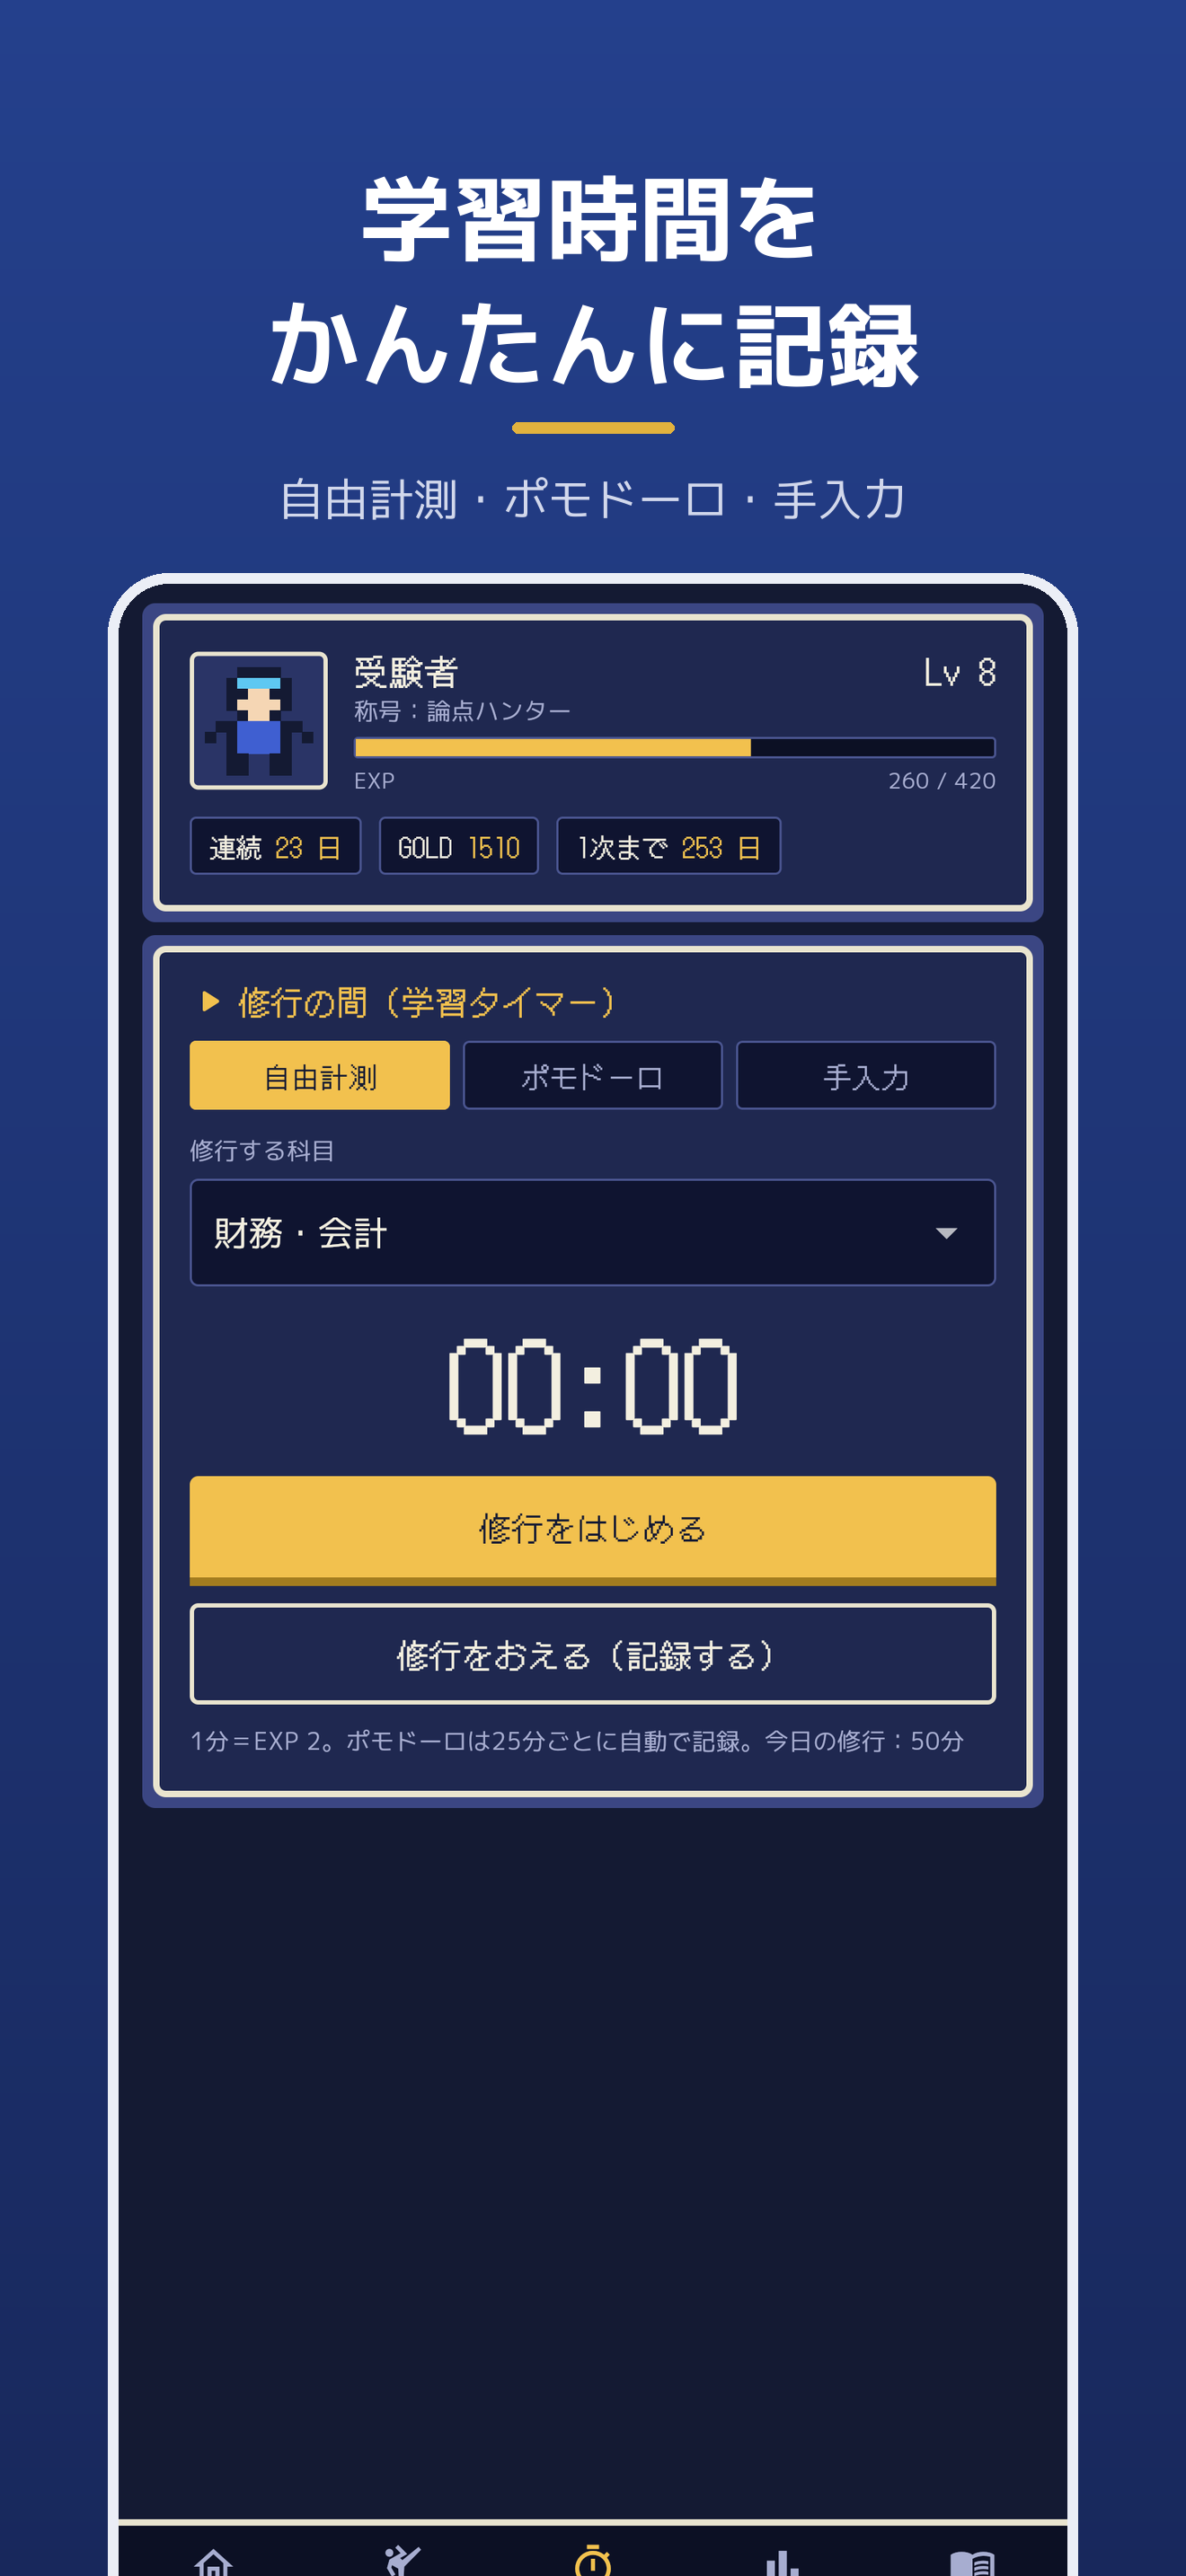 学習時間を
かんたんに記録
自由計測・ポモドーロ・手入力
受験者 Lv 8
称号：論点ハンター
EXP 260 / 420
連続 23 日 GOLD 1510 1次まで 253 日
▶ 修行の間（学習タイマー）
自由計測 ポモドーロ 手入力
修行する科目
財務・会計
00:00
修行をはじめる
修行をおえる（記録する）
1分＝EXP 2。ポモドーロは25分ごとに自動で記録。今日の修行：50分